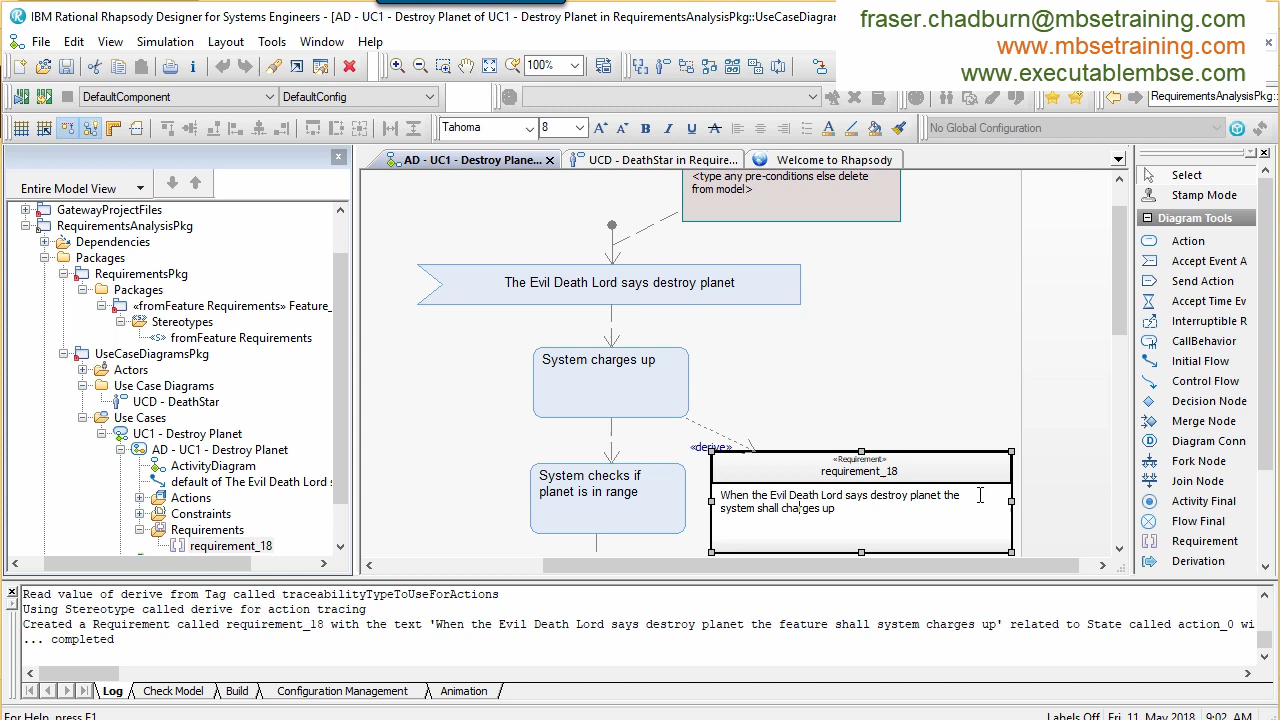 IBM Rational Rhapsody Designer for Systems Engineers - [AD - UC1 - Destroy Planet of UC1 - Destroy Planet in RequirementsAnalysisPkg::UseCaseDiagram
fraser.chadburn@mbsetraining.com
www.mbsetraining.com
www.executablembse.com
File Edit View Simulation Layout Tools Window Help
100%
DefaultComponent DefaultConfig RequirementsAnalysisPkg::
Tahoma 8 No Global Configuration
AD - UC1 - Destroy Plane... UCD - DeathStar in Require... Welcome to Rhapsody
Entire Model View
GatewayProjectFiles
RequirementsAnalysisPkg
Dependencies
Packages
RequirementsPkg
Packages
«fromFeature Requirements» Feature_
Stereotypes
fromFeature Requirements
UseCaseDiagramsPkg
Actors
Use Case Diagrams
UCD - DeathStar
Use Cases
UC1 - Destroy Planet
AD - UC1 - Destroy Planet
ActivityDiagram
default of The Evil Death Lord s
Actions
Constraints
Requirements
requirement_18
<type any pre-conditions else delete
from model>
The Evil Death Lord says destroy planet
System charges up
«derive»
System checks if
planet is in range
«Requirement»
requirement_18
When the Evil Death Lord says destroy planet the
system shall charges up
Select
Stamp Mode
Diagram Tools
Action
Accept Event A
Send Action
Accept Time Ev
Interruptible R
CallBehavior
Initial Flow
Control Flow
Decision Node
Merge Node
Diagram Conn
Fork Node
Join Node
Activity Final
Flow Final
Requirement
Derivation
Read value of derive from Tag called traceabilityTypeToUseForActions
Using Stereotype called derive for action tracing
Created a Requirement called requirement_18 with the text 'When the Evil Death Lord says destroy planet the feature shall system charges up' related to State called action_0 wi
... completed
Log Check Model Build Configuration Management Animation
For Help, press F1 Labels Off Fri, 11, May 2018 9:02 AM